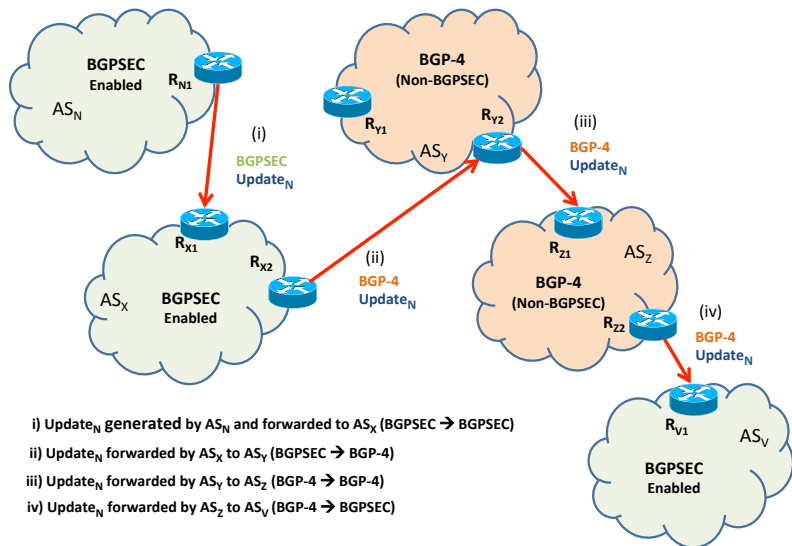 BGPSEC
Enabled
R_N1
AS_N
(i)
BGPSEC
Update_N
BGP-4
(Non-BGPSEC)
R_Y1
R_Y2
AS_Y
(iii)
BGP-4
Update_N
R_X1
R_X2
AS_X
BGPSEC
Enabled
(ii)
BGP-4
Update_N
R_Z1
AS_Z
BGP-4
(Non-BGPSEC)
R_Z2
(iv)
BGP-4
Update_N
R_V1
AS_V
BGPSEC
Enabled
i) Update_N generated by AS_N and forwarded to AS_X (BGPSEC → BGPSEC)
ii) Update_N forwarded by AS_X to AS_Y (BGPSEC → BGP-4)
iii) Update_N forwarded by AS_Y to AS_Z (BGP-4 → BGP-4)
iv) Update_N forwarded by AS_Z to AS_V (BGP-4 → BGPSEC)